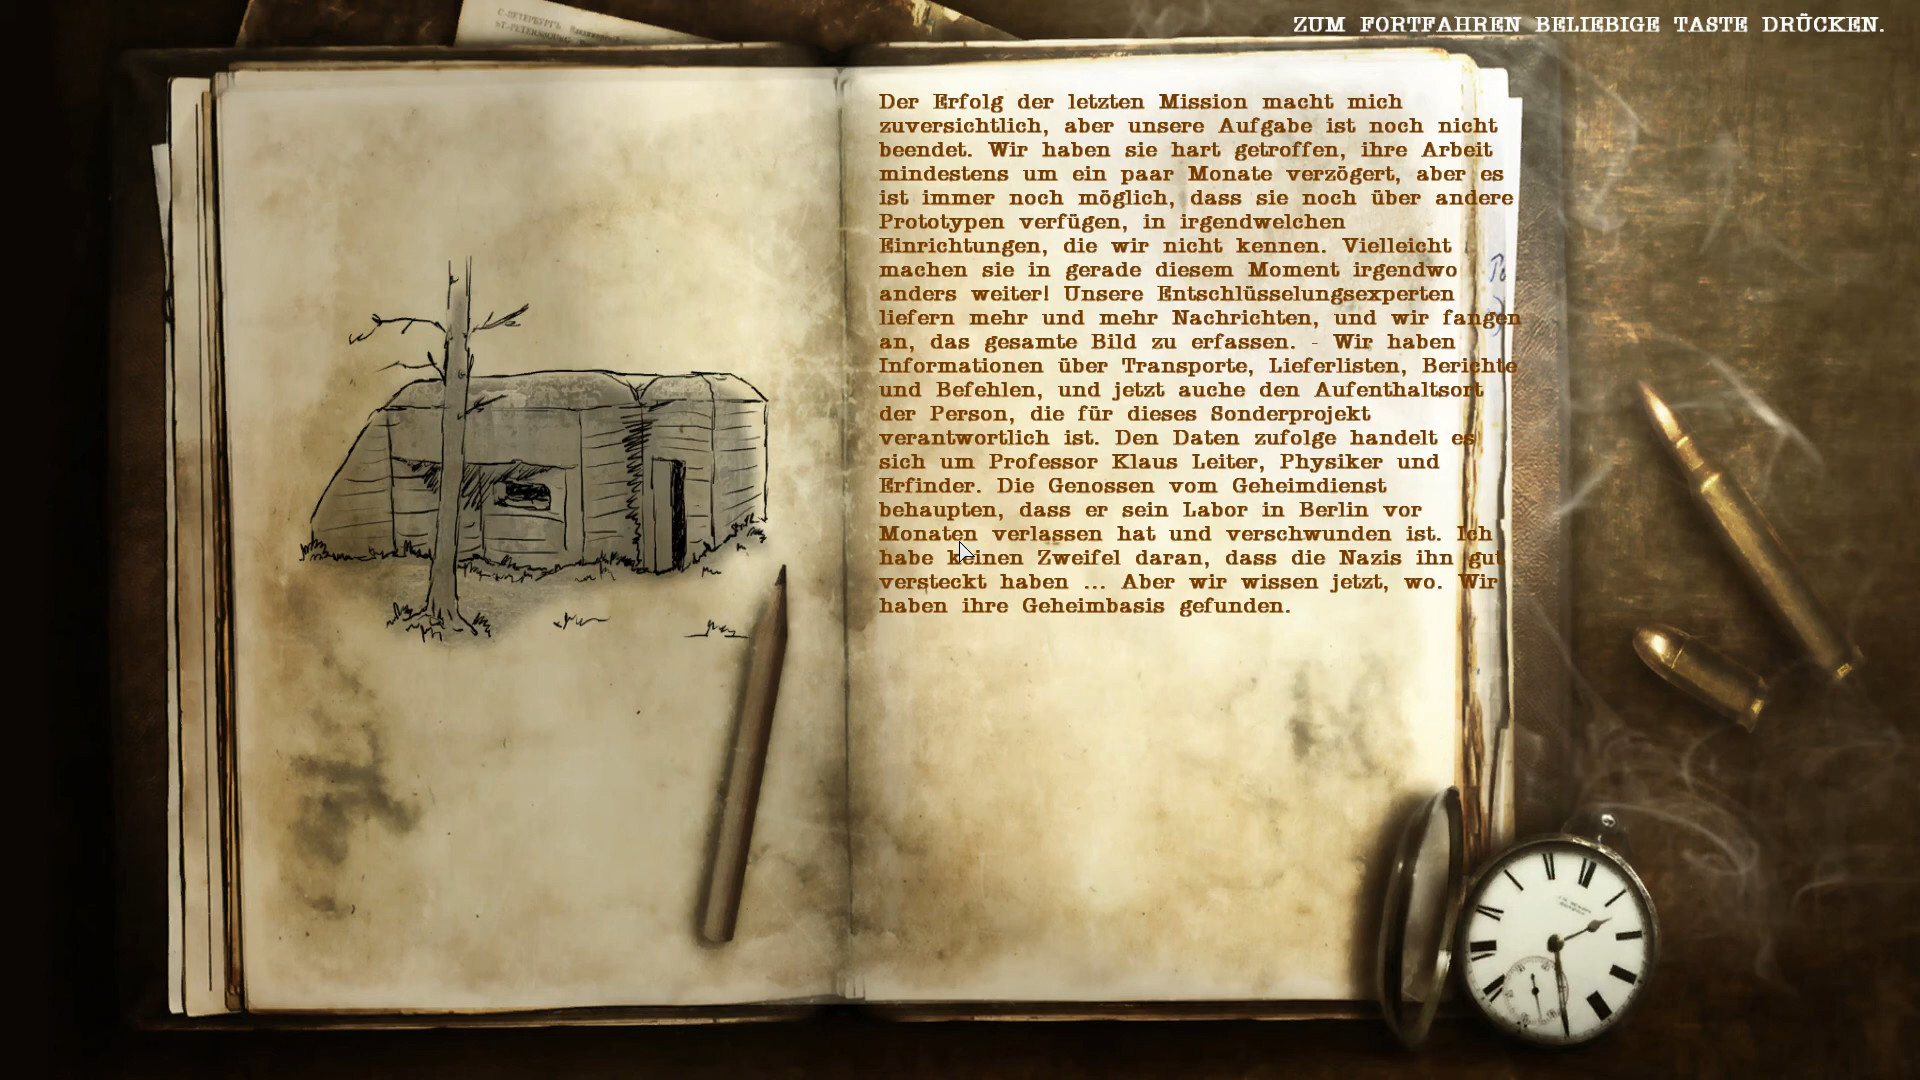 С-ПЕТЕРБУРГЪ
ST-PETERSBOURG
ZUM FORTFAHREN BELIEBIGE TASTE DRÜCKEN.
Der Erfolg der letzten Mission macht mich
zuversichtlich, aber unsere Aufgabe ist noch nicht
beendet. Wir haben sie hart getroffen, ihre Arbeit
mindestens um ein paar Monate verzögert, aber es
ist immer noch möglich, dass sie noch über andere
Prototypen verfügen, in irgendwelchen
Einrichtungen, die wir nicht kennen. Vielleicht
machen sie in gerade diesem Moment irgendwo
anders weiter! Unsere Entschlüsselungsexperten
liefern mehr und mehr Nachrichten, und wir fangen
an, das gesamte Bild zu erfassen. - Wir haben
Informationen über Transporte, Lieferlisten, Berichte
und Befehlen, und jetzt auche den Aufenthaltsort
der Person, die für dieses Sonderprojekt
verantwortlich ist. Den Daten zufolge handelt es
sich um Professor Klaus Leiter, Physiker und
Erfinder. Die Genossen vom Geheimdienst
behaupten, dass er sein Labor in Berlin vor
Monaten verlassen hat und verschwunden ist. Ich
habe keinen Zweifel daran, dass die Nazis ihn gut
versteckt haben ... Aber wir wissen jetzt, wo. Wir
haben ihre Geheimbasis gefunden.